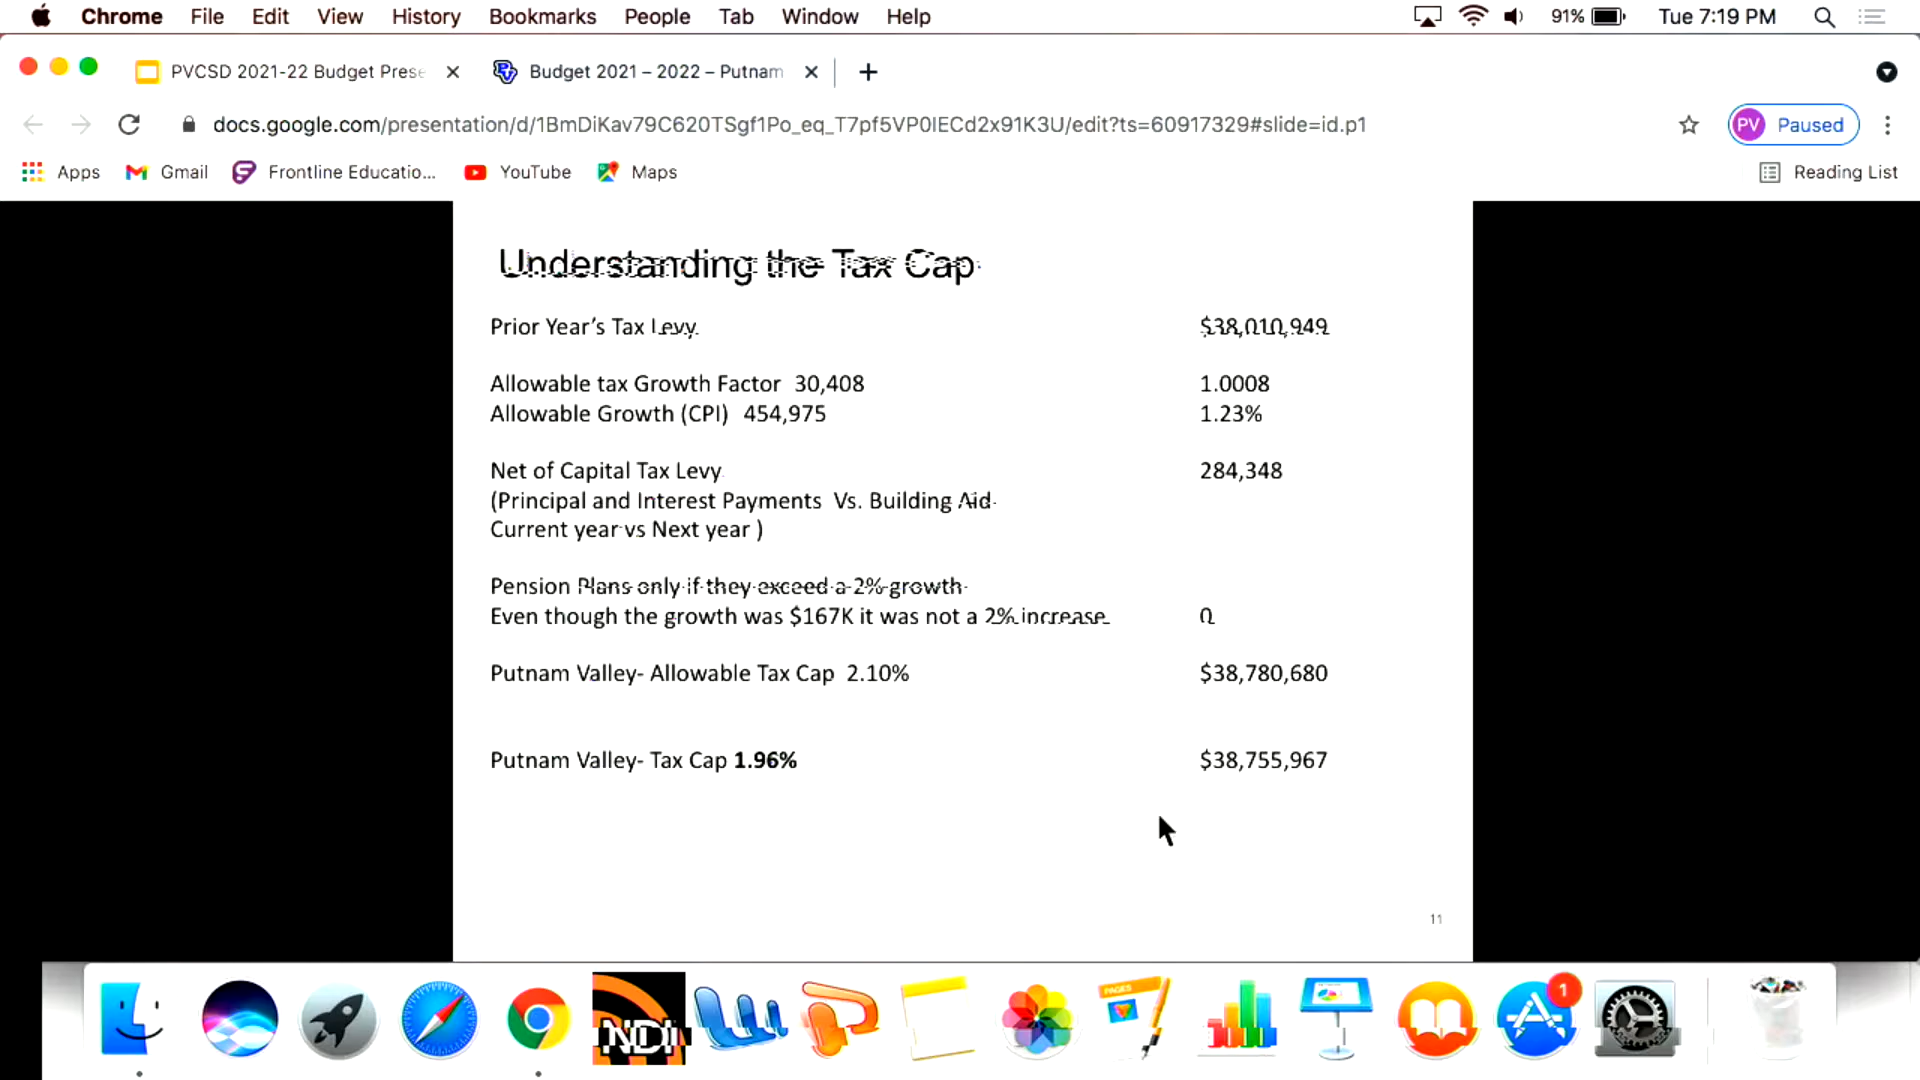 Chrome File Edit View History Bookmarks People Tab Window Help 91% Tue 7:19 PM
PVCSD 2021-22 Budget Prese Budget 2021 – 2022 – Putnam
docs.google.com/presentation/d/1BmDiKav79C620TSgf1Po_eq_T7pf5VP0IECd2x91K3U/edit?ts=60917329#slide=id.p1 PV Paused
Apps Gmail Frontline Educatio... YouTube Maps Reading List
Understanding the Tax Cap
Prior Year's Tax Levy $38,010,949
Allowable tax Growth Factor 30,408 1.0008
Allowable Growth (CPI) 454,975 1.23%
Net of Capital Tax Levy 284,348
(Principal and Interest Payments Vs. Building Aid
Current year vs Next year )
Pension Plans only if they exceed a 2% growth
Even though the growth was $167K it was not a 2% increase 0
Putnam Valley- Allowable Tax Cap 2.10% $38,780,680
Putnam Valley- Tax Cap 1.96% $38,755,967
11
NDI PAGES 1